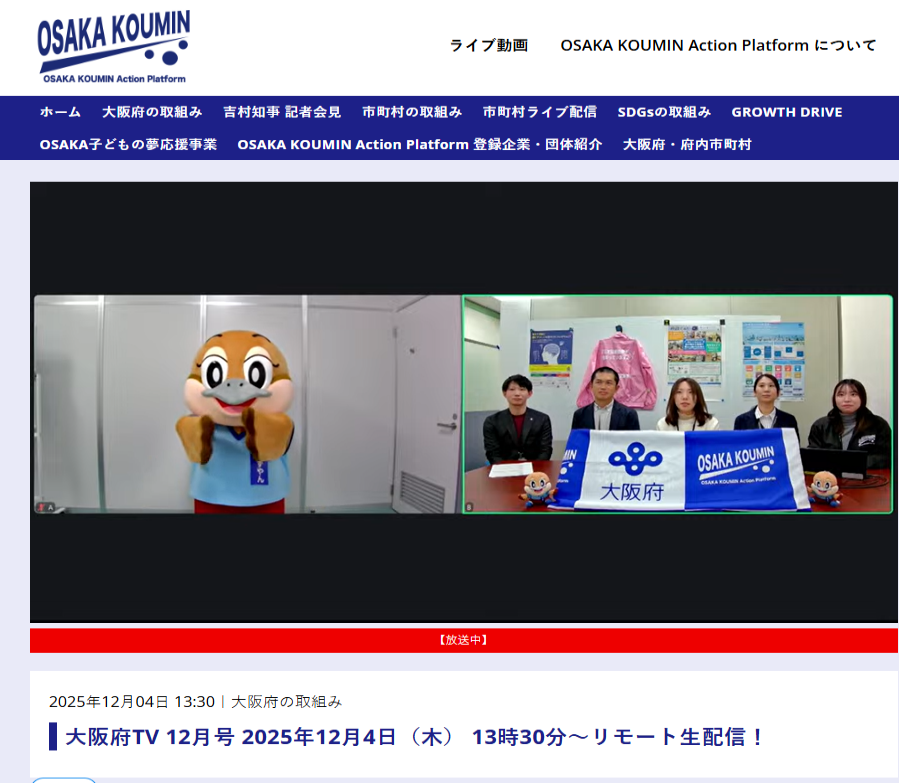 OSAKA KOUMIN
OSAKA KOUMIN Action Platform
ライブ動画 OSAKA KOUMIN Action Platform について
ホーム 大阪府の取組み 吉村知事 記者会見 市町村の取組み 市町村ライブ配信 SDGsの取組み GROWTH DRIVE
OSAKA子どもの夢応援事業 OSAKA KOUMIN Action Platform 登録企業・団体紹介 大阪府・府内市町村
ずやん
A
B
MIN
大阪府
OSAKA KOUMIN
OSAKA KOUMIN Action Platform
【放送中】
2025年12月04日 13:30 | 大阪府の取組み
大阪府TV 12月号 2025年12月4日（木） 13時30分～リモート生配信！